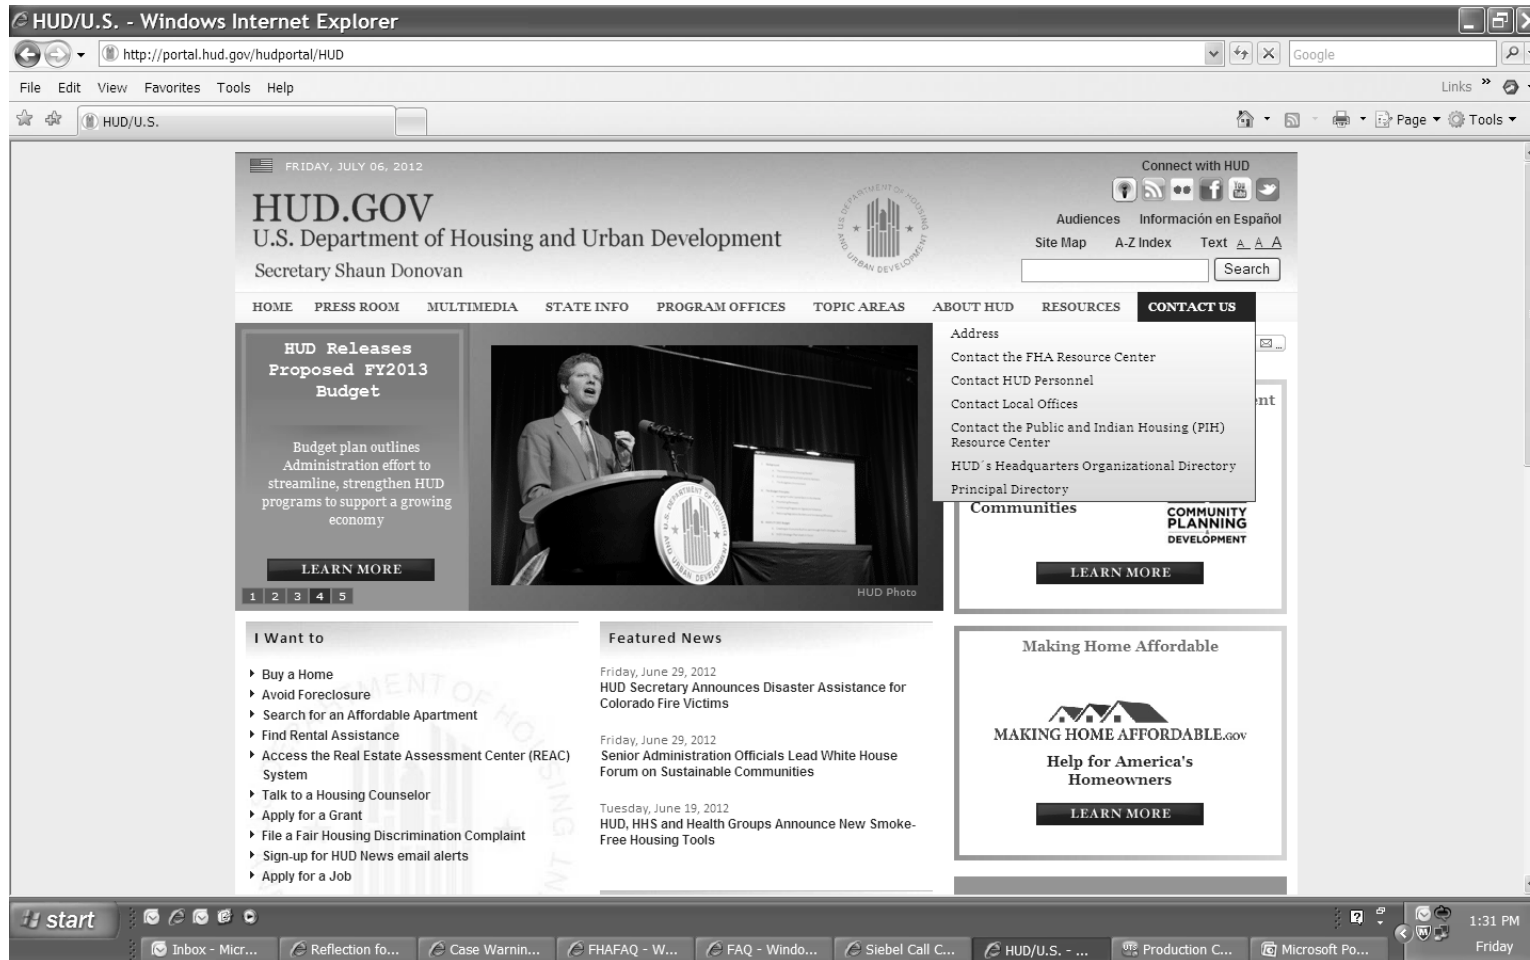 HUD/U.S. - Windows Internet Explorer
http://portal.hud.gov/hudportal/HUD
Google
File Edit View Favorites Tools Help
Links »
HUD/U.S.
Page Tools
FRIDAY, JULY 06, 2012
Connect with HUD
HUD.GOV
U.S. Department of Housing and Urban Development
Secretary Shaun Donovan
U.S. DEPARTMENT OF HOUSING AND URBAN DEVELOPMENT
Audiences Información en Español
Site Map A-Z Index Text A A A
Search
HOME PRESS ROOM MULTIMEDIA STATE INFO PROGRAM OFFICES TOPIC AREAS ABOUT HUD RESOURCES CONTACT US
Address
Contact the FHA Resource Center
Contact HUD Personnel
Contact Local Offices
Contact the Public and Indian Housing (PIH)
Resource Center
HUD´s Headquarters Organizational Directory
Principal Directory
HUD Releases
Proposed FY2013
Budget
Budget plan outlines
Administration effort to
streamline, strengthen HUD
programs to support a growing
economy
LEARN MORE
1 2 3 4 5
U.S. DEPARTMENT OF HOUSING AND URBAN DEVELOPMENT
HUD Photo
Communities
COMMUNITY
PLANNING
&
DEVELOPMENT
LEARN MORE
I Want to
Buy a Home
Avoid Foreclosure
Search for an Affordable Apartment
Find Rental Assistance
Access the Real Estate Assessment Center (REAC)
System
Talk to a Housing Counselor
Apply for a Grant
File a Fair Housing Discrimination Complaint
Sign-up for HUD News email alerts
Apply for a Job
Featured News
Friday, June 29, 2012
HUD Secretary Announces Disaster Assistance for
Colorado Fire Victims
Friday, June 29, 2012
Senior Administration Officials Lead White House
Forum on Sustainable Communities
Tuesday, June 19, 2012
HUD, HHS and Health Groups Announce New Smoke-
Free Housing Tools
Making Home Affordable
MAKING HOME AFFORDABLE.gov
Help for America's
Homeowners
LEARN MORE
start
Inbox - Micr... Reflection fo... Case Warnin... FHAFAQ - W... FAQ - Windo... Siebel Call C... HUD/U.S. - ... Production C... Microsoft Po...
1:31 PM
Friday